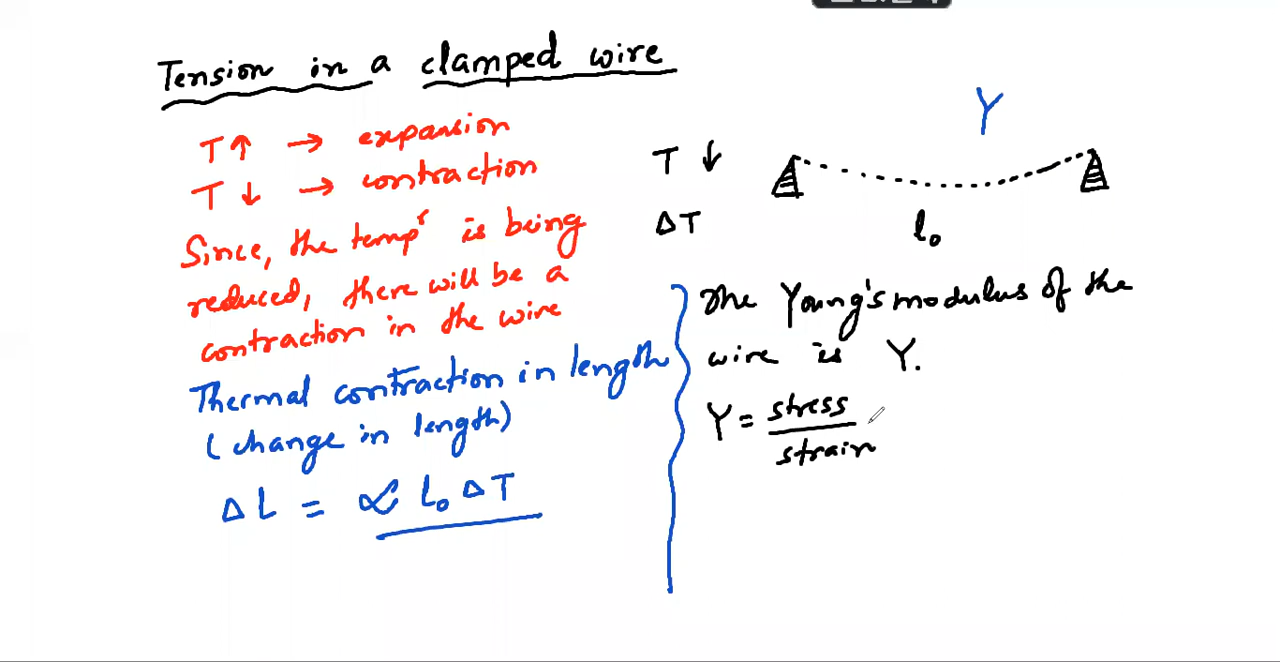 Tension in a clamped wire
T↑ → expansion
T↓ → contraction
Since, the temp^r is being
reduced, there will be a
contraction in the wire
Thermal contraction in length
(change in length)
ΔL = ∝ L₀ ΔT
Y
T ↓
ΔT
l₀
The Young's modulus of the
wire is Y.
Y = stress
strain